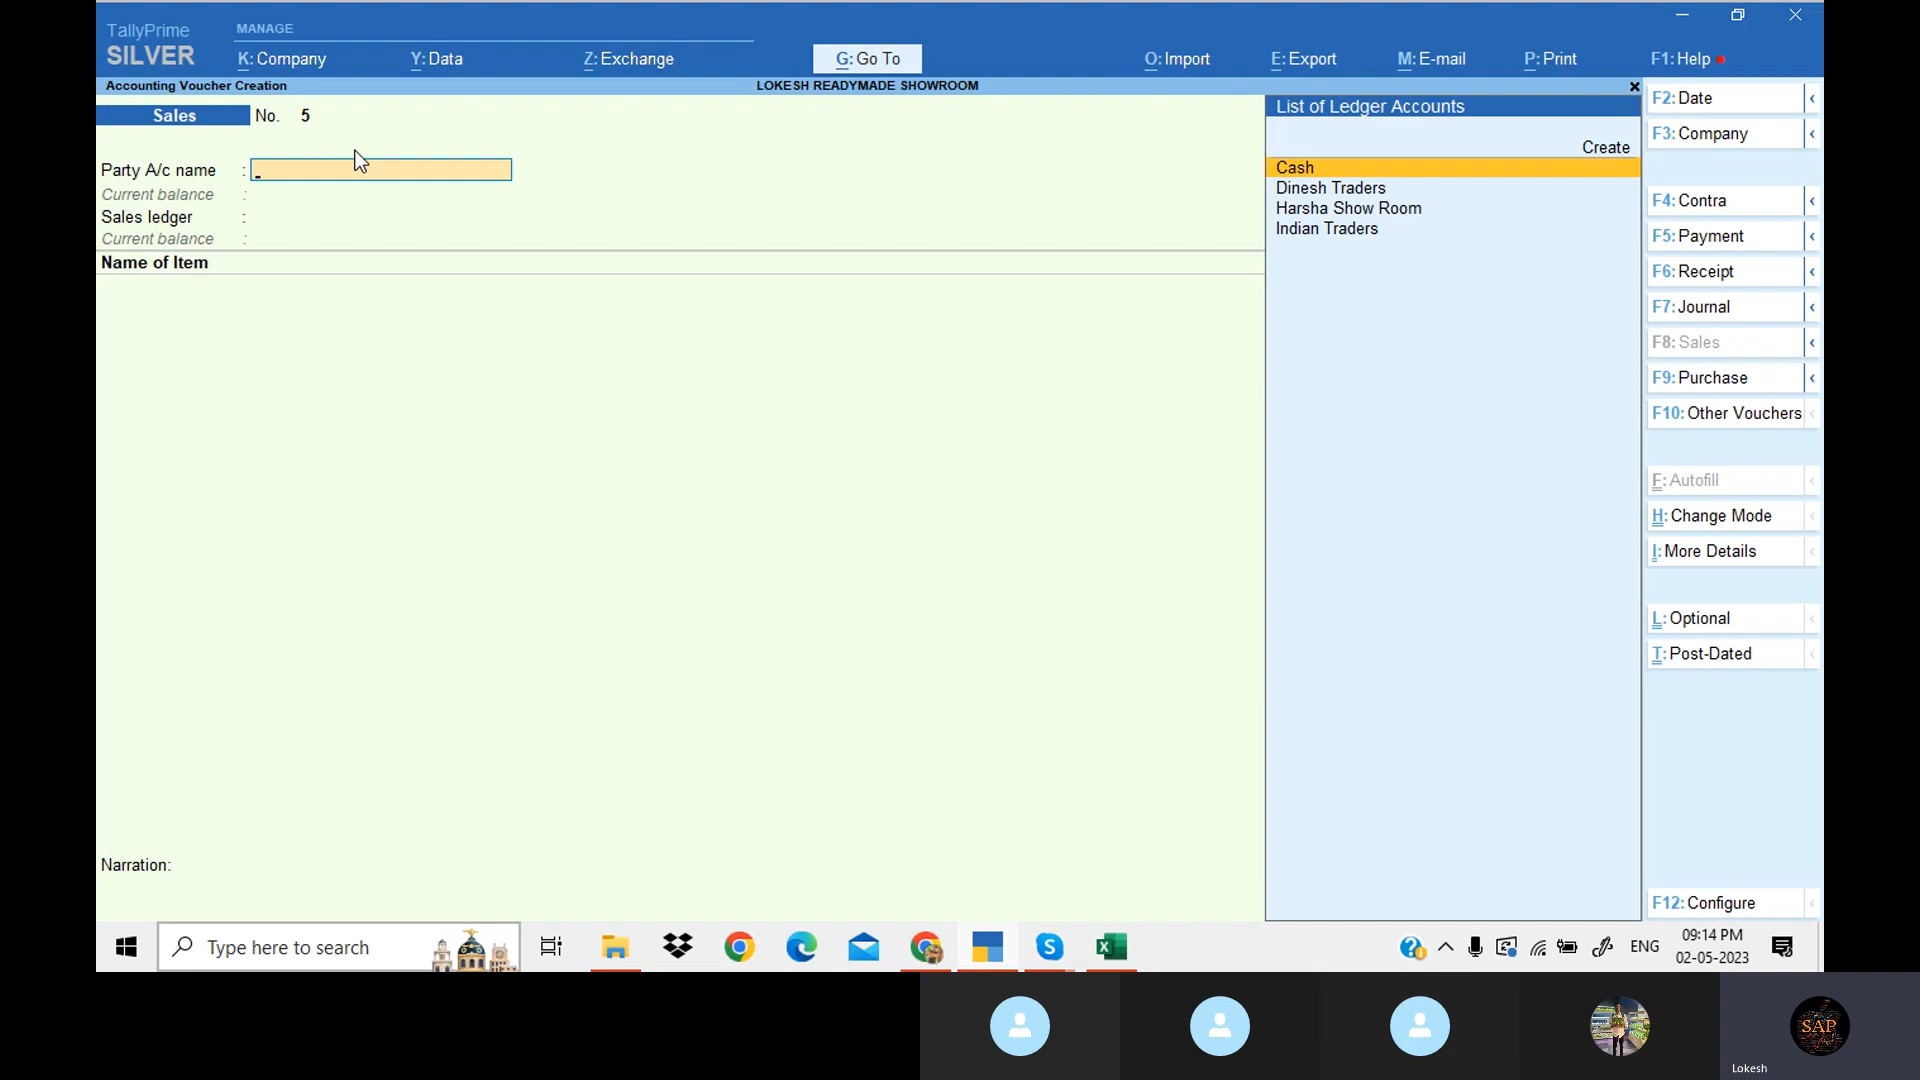 TallyPrime
SILVER
MANAGE
K: Company
Y: Data
Z: Exchange
G: Go To
O: Import
E: Export
M: E-mail
P: Print
F1: Help
Accounting Voucher Creation
LOKESH READYMADE SHOWROOM
Sales No. 5
Party A/c name :
Current balance :
Sales ledger :
Current balance :
Name of Item
Narration:
List of Ledger Accounts
Create
Cash
Dinesh Traders
Harsha Show Room
Indian Traders
F2: Date
F3: Company
F4: Contra
F5: Payment
F6: Receipt
F7: Journal
F8: Sales
F9: Purchase
F10: Other Vouchers
F: Autofill
H: Change Mode
I: More Details
L: Optional
T: Post-Dated
F12: Configure
Type here to search
ENG
09:14 PM
02-05-2023
SAP
Lokesh